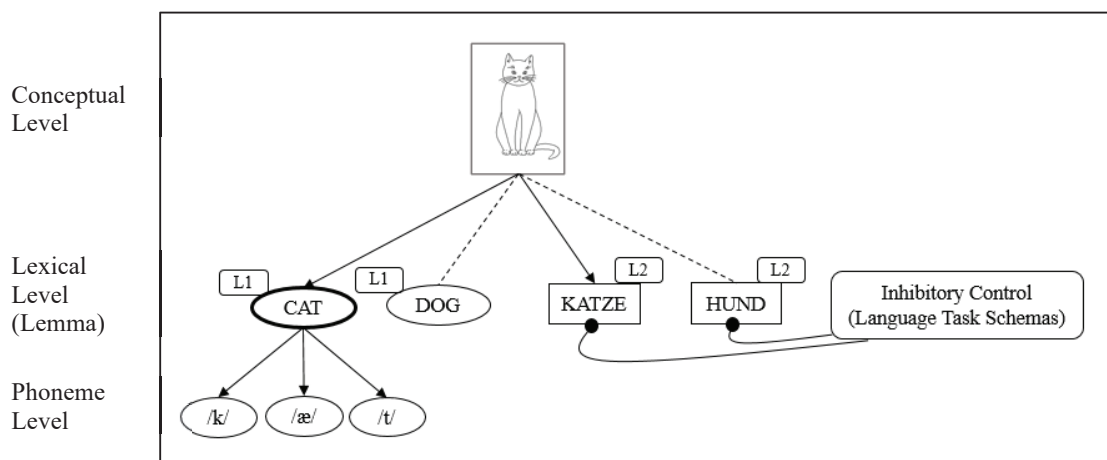 Conceptual
Level
Lexical
Level
(Lemma)
L1
CAT
L1
DOG
L2
KATZE
L2
HUND
Inhibitory Control
(Language Task Schemas)
Phoneme
Level
/k/
/æ/
/t/